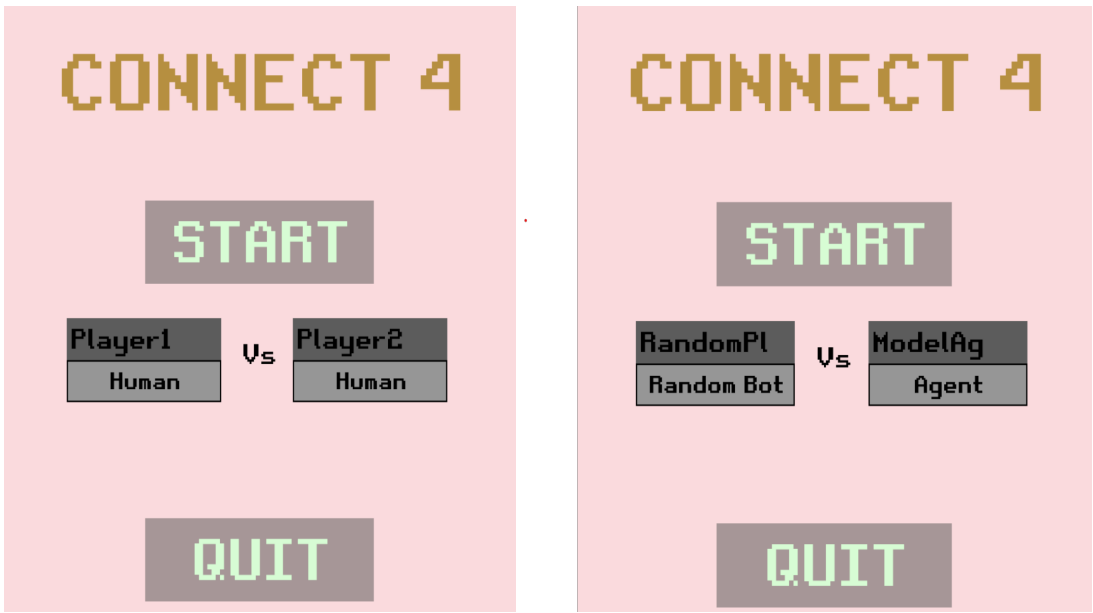 CONNECT 4
START
Player1 Vs Player2
Human Human
QUIT
CONNECT 4
START
RandomPl Vs ModelAg
Random Bot Agent
QUIT